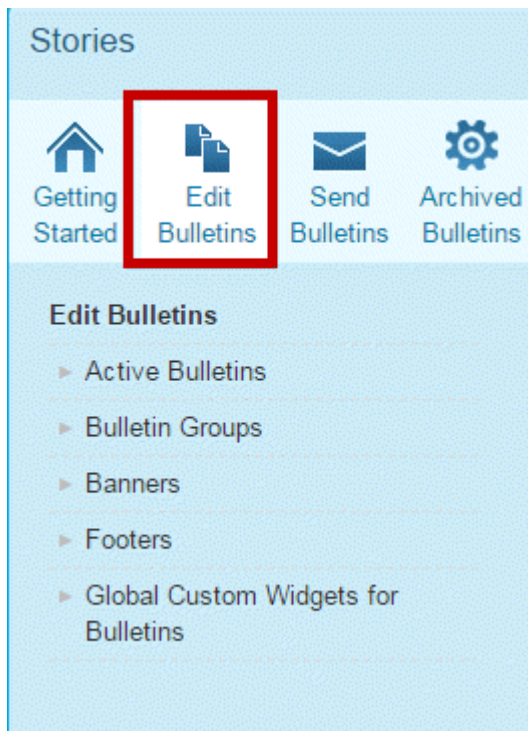 Stories
Getting Started
Edit Bulletins
Send Bulletins
Archived Bulletins
Edit Bulletins
Active Bulletins
Bulletin Groups
Banners
Footers
Global Custom Widgets for
Bulletins